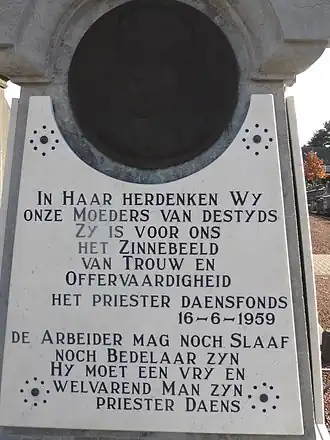 IN HAAR HERDENKEN WY
ONZE MOEDERS VAN DESTYDS
ZY IS VOOR ONS
HET ZINNEBEELD
VAN TROUW EN
OFFERVAARDIGHEID
HET PRIESTER DAENSFONDS
16-6-1959
DE ARBEIDER MAG NOCH SLAAF
NOCH BEDELAAR ZYN
HY MOET EEN VRY EN
WELVAREND MAN ZYN
PRIESTER DAENS